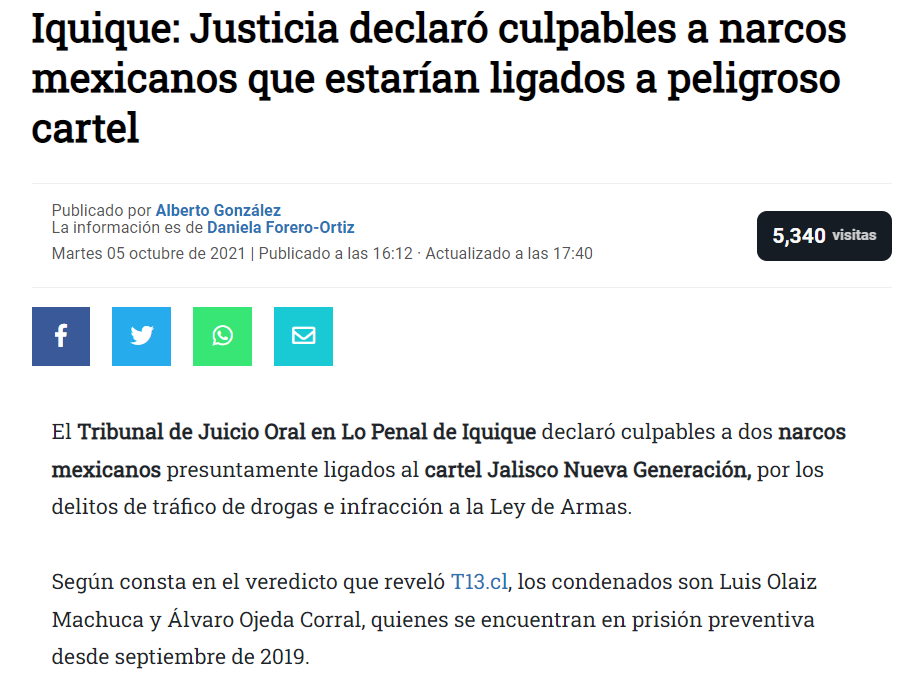 Iquique: Justicia declaró culpables a narcos
mexicanos que estarían ligados a peligroso
cartel
Publicado por Alberto González
La información es de Daniela Forero-Ortiz
Martes 05 octubre de 2021 | Publicado a las 16:12 · Actualizado a las 17:40
5,340 visitas
El Tribunal de Juicio Oral en Lo Penal de Iquique declaró culpables a dos narcos
mexicanos presuntamente ligados al cartel Jalisco Nueva Generación, por los
delitos de tráfico de drogas e infracción a la Ley de Armas.
Según consta en el veredicto que reveló T13.cl, los condenados son Luis Olaiz
Machuca y Álvaro Ojeda Corral, quienes se encuentran en prisión preventiva
desde septiembre de 2019.